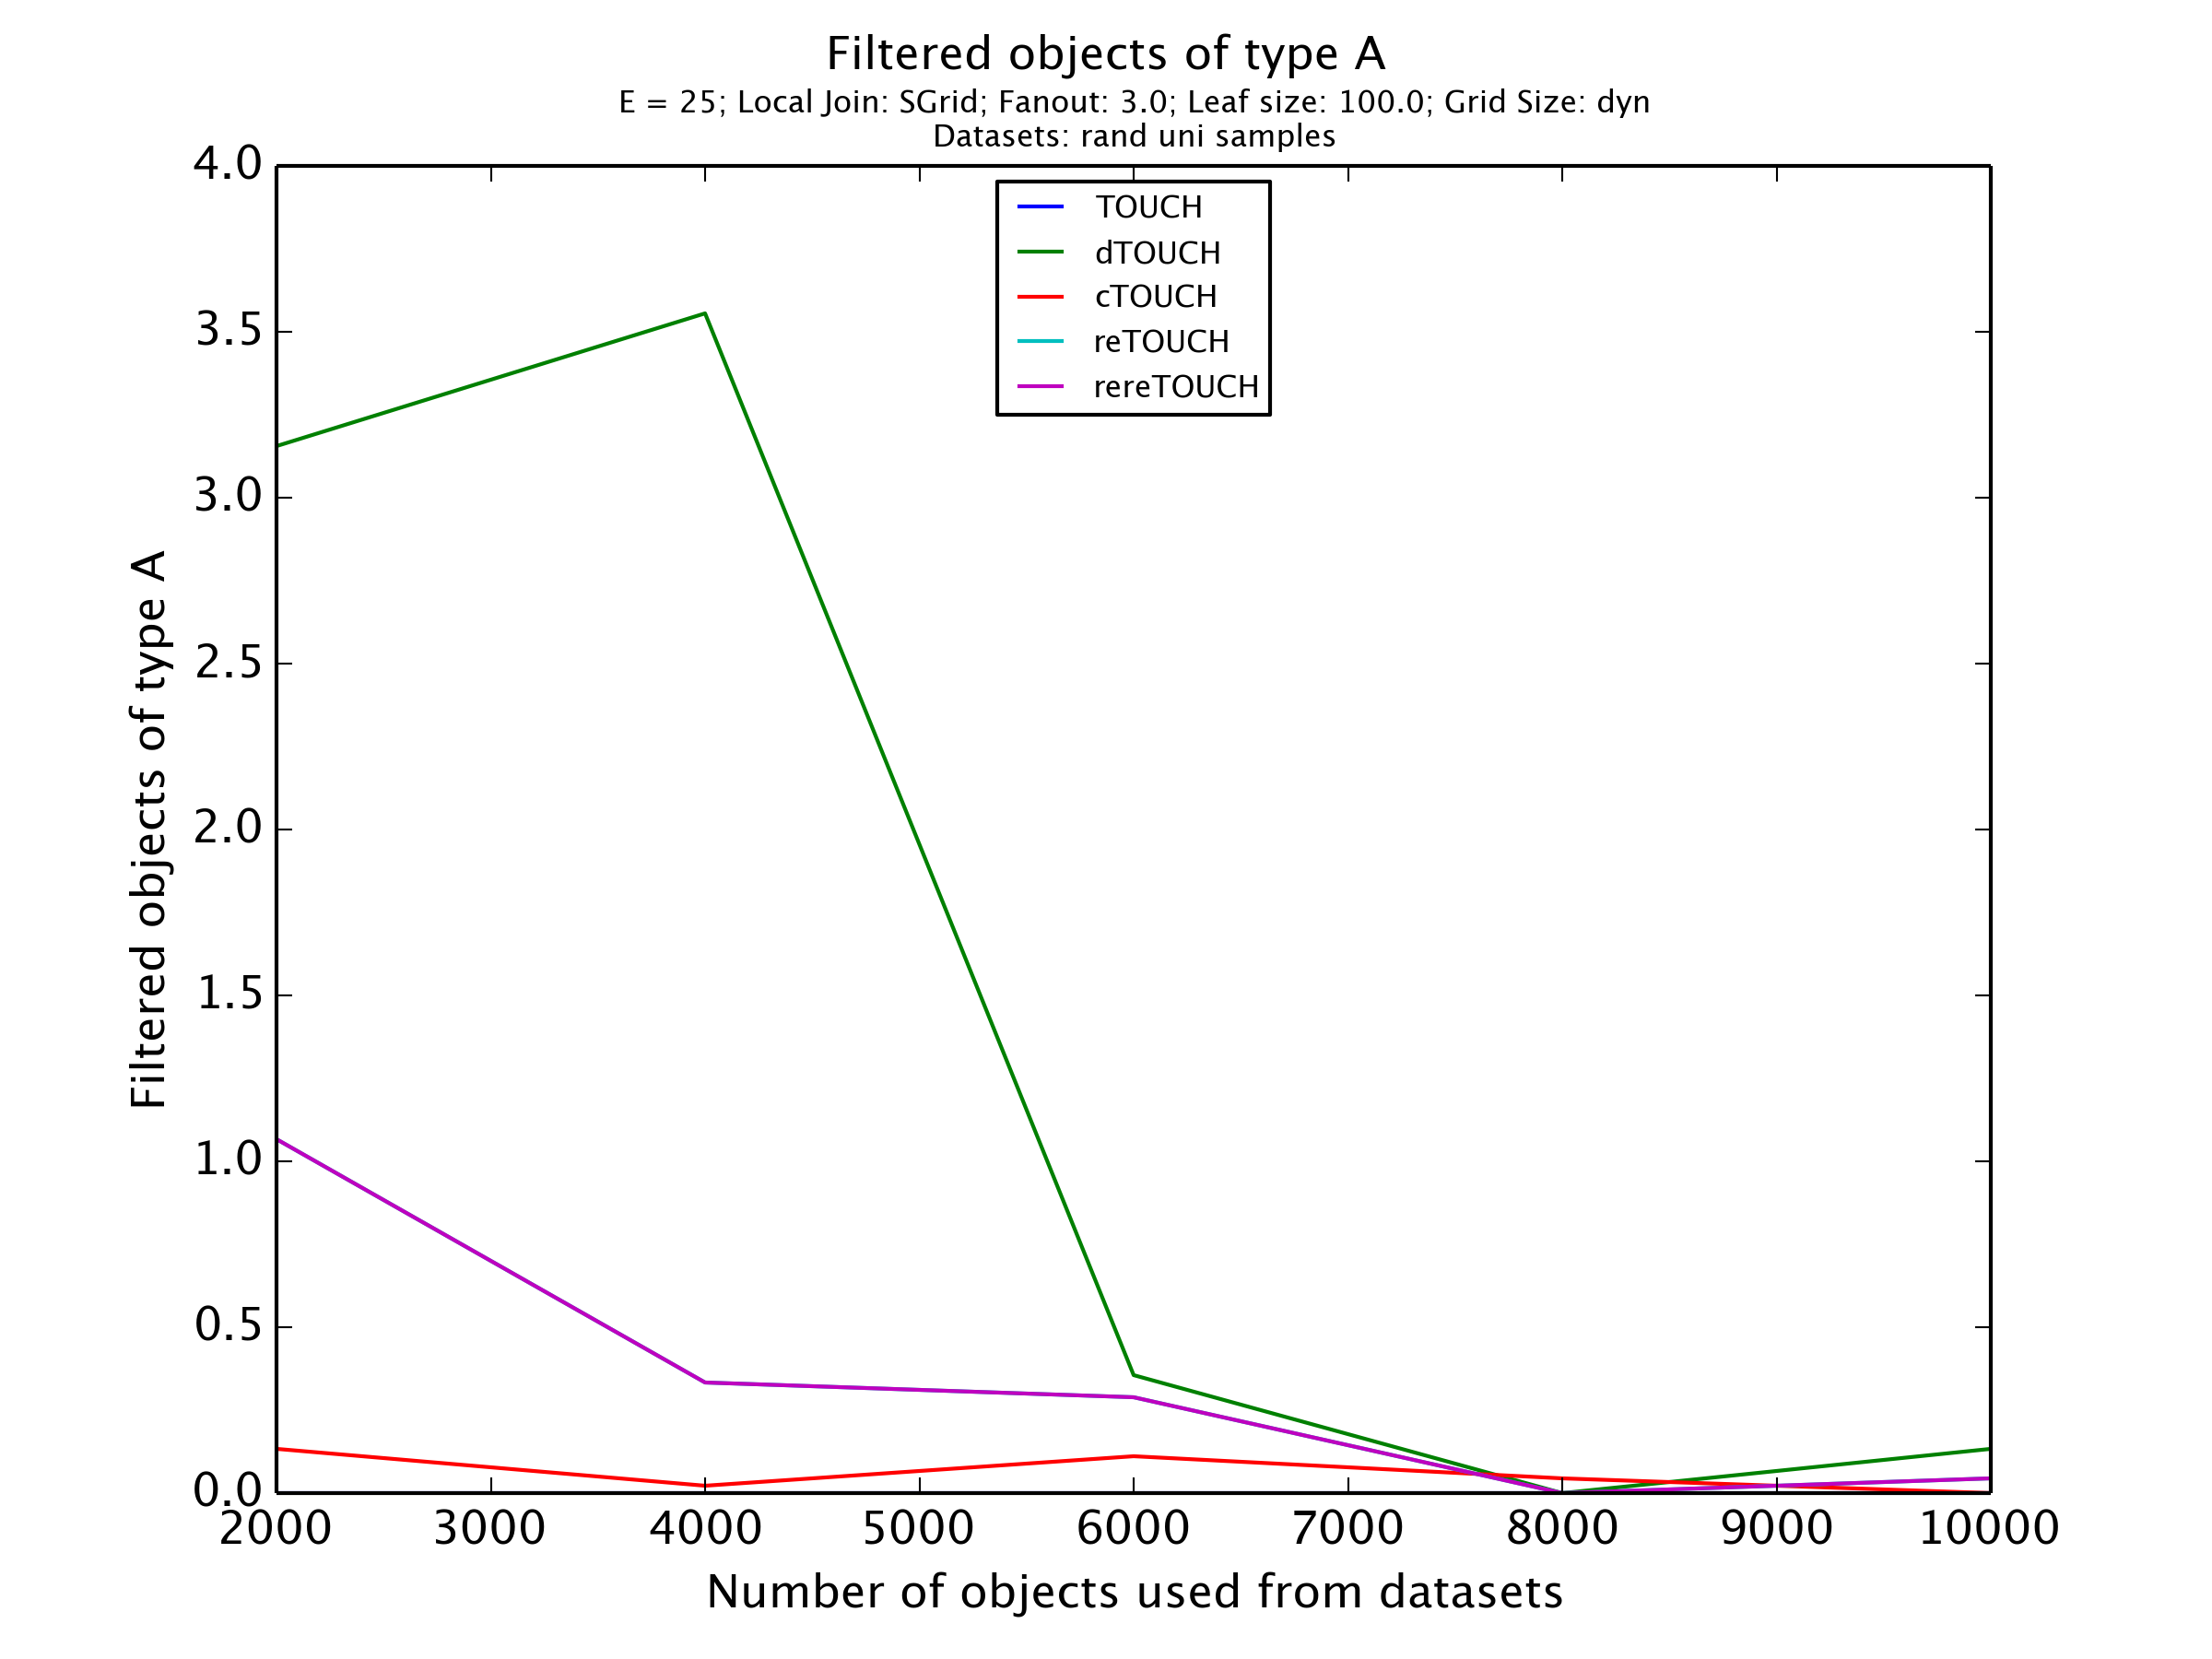 Filtered objects of type A
E = 25; Local Join: SGrid; Fanout: 3.0; Leaf size: 100.0; Grid Size: dyn
Datasets: rand uni samples
4.0
3.5
3.0
2.5
2.0
1.5
1.0
0.5
0.0
Filtered objects of type A
TOUCH
dTOUCH
cTOUCH
reTOUCH
rereTOUCH
2000 3000 4000 5000 6000 7000 8000 9000 10000
Number of objects used from datasets